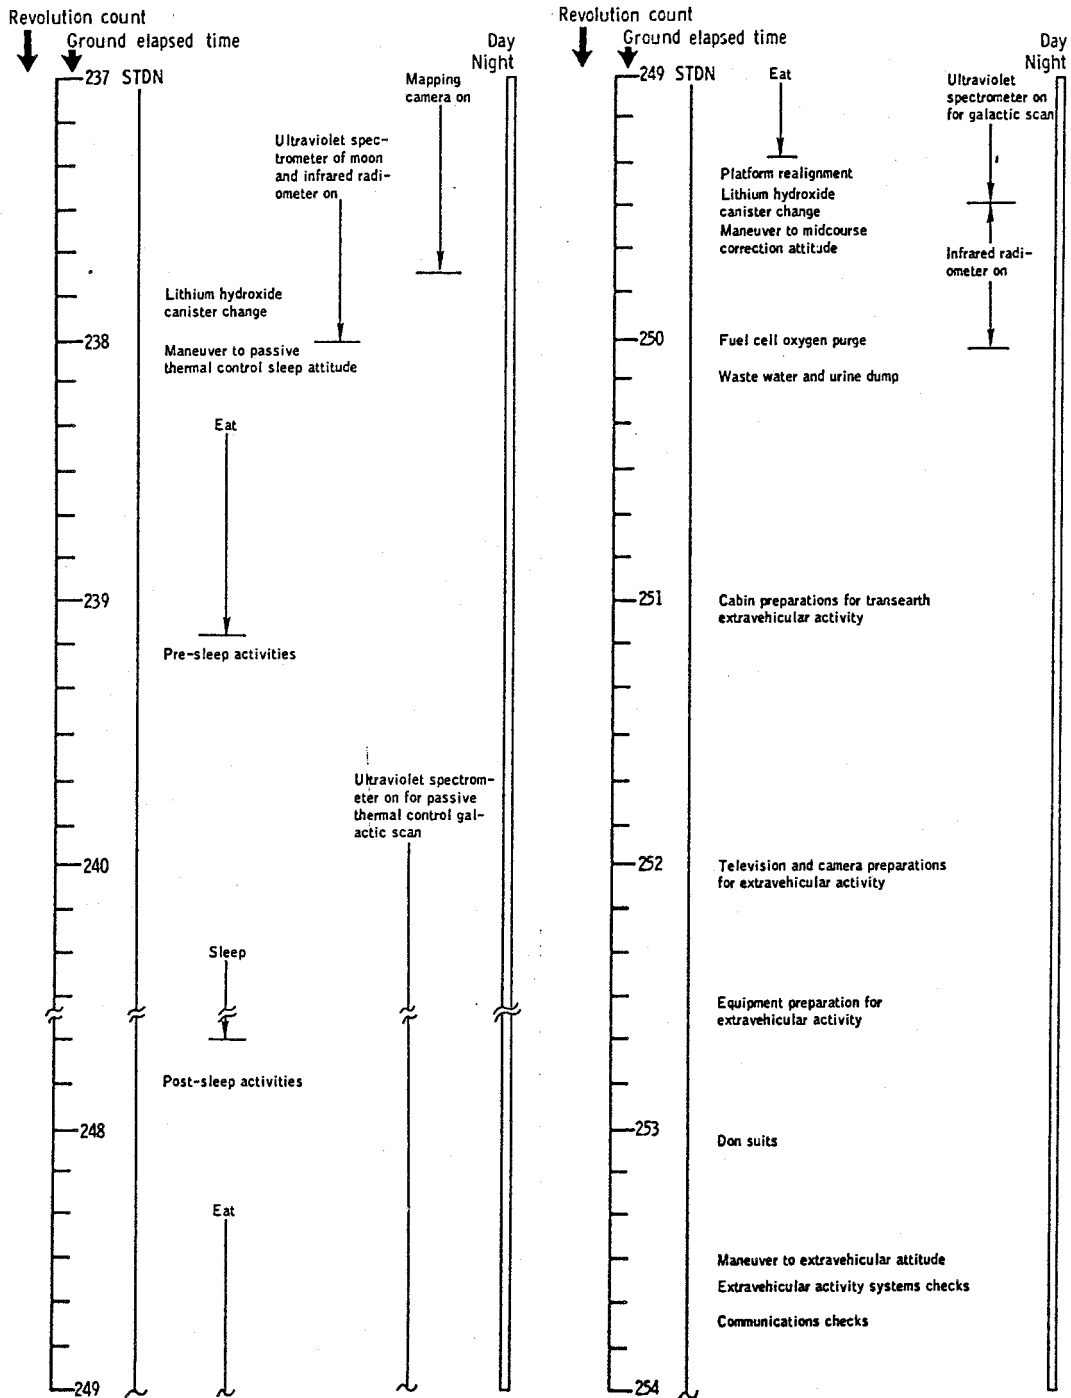 Revolution count
Ground elapsed time
Day
Night
237 STDN
Mapping
camera on
Ultraviolet spec-
trometer of moon
and infrared radi-
ometer on
Lithium hydroxide
canister change
238
Maneuver to passive
thermal control sleep attitude
Eat
239
Pre-sleep activities
Ultraviolet spectrom-
eter on for passive
thermal control gal-
actic scan
240
Sleep
Post-sleep activities
248
Eat
249
Revolution count
Ground elapsed time
Day
Night
249 STDN
Eat
Ultraviolet
spectrometer on
for galactic scan
Platform realignment
Lithium hydroxide
canister change
Maneuver to midcourse
correction attitude
Infrared radi-
ometer on
250
Fuel cell oxygen purge
Waste water and urine dump
251
Cabin preparations for transearth
extravehicular activity
252
Television and camera preparations
for extravehicular activity
Equipment preparation for
extravehicular activity
253
Don suits
Maneuver to extravehicular attitude
Extravehicular activity systems checks
Communications checks
254